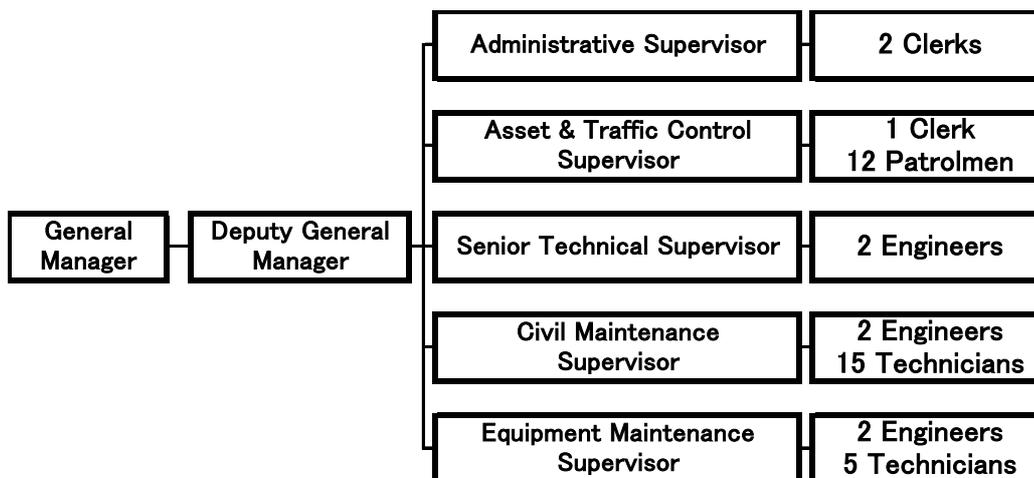 General
Manager
Deputy General
Manager
Administrative Supervisor
2 Clerks
Asset & Traffic Control
Supervisor
1 Clerk
12 Patrolmen
Senior Technical Supervisor
2 Engineers
Civil Maintenance
Supervisor
2 Engineers
15 Technicians
Equipment Maintenance
Supervisor
2 Engineers
5 Technicians